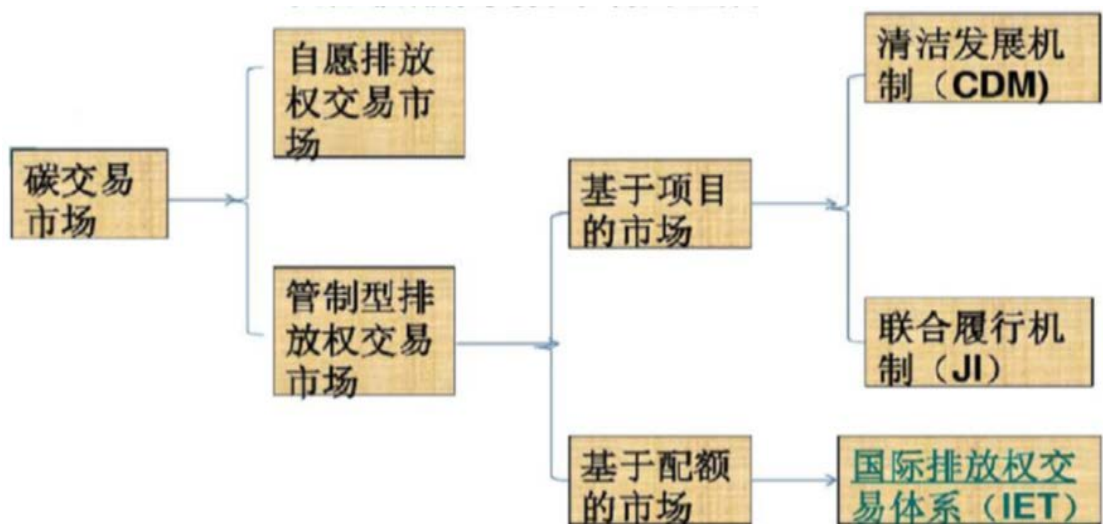 自愿排放
权交易市
场
清洁发展机
制（CDM)
碳交易
市场
基于项目
的市场
管制型排
放权交易
市场
联合履行机
制（JI）
基于配额
的市场
国际排放权交
易体系（IET）